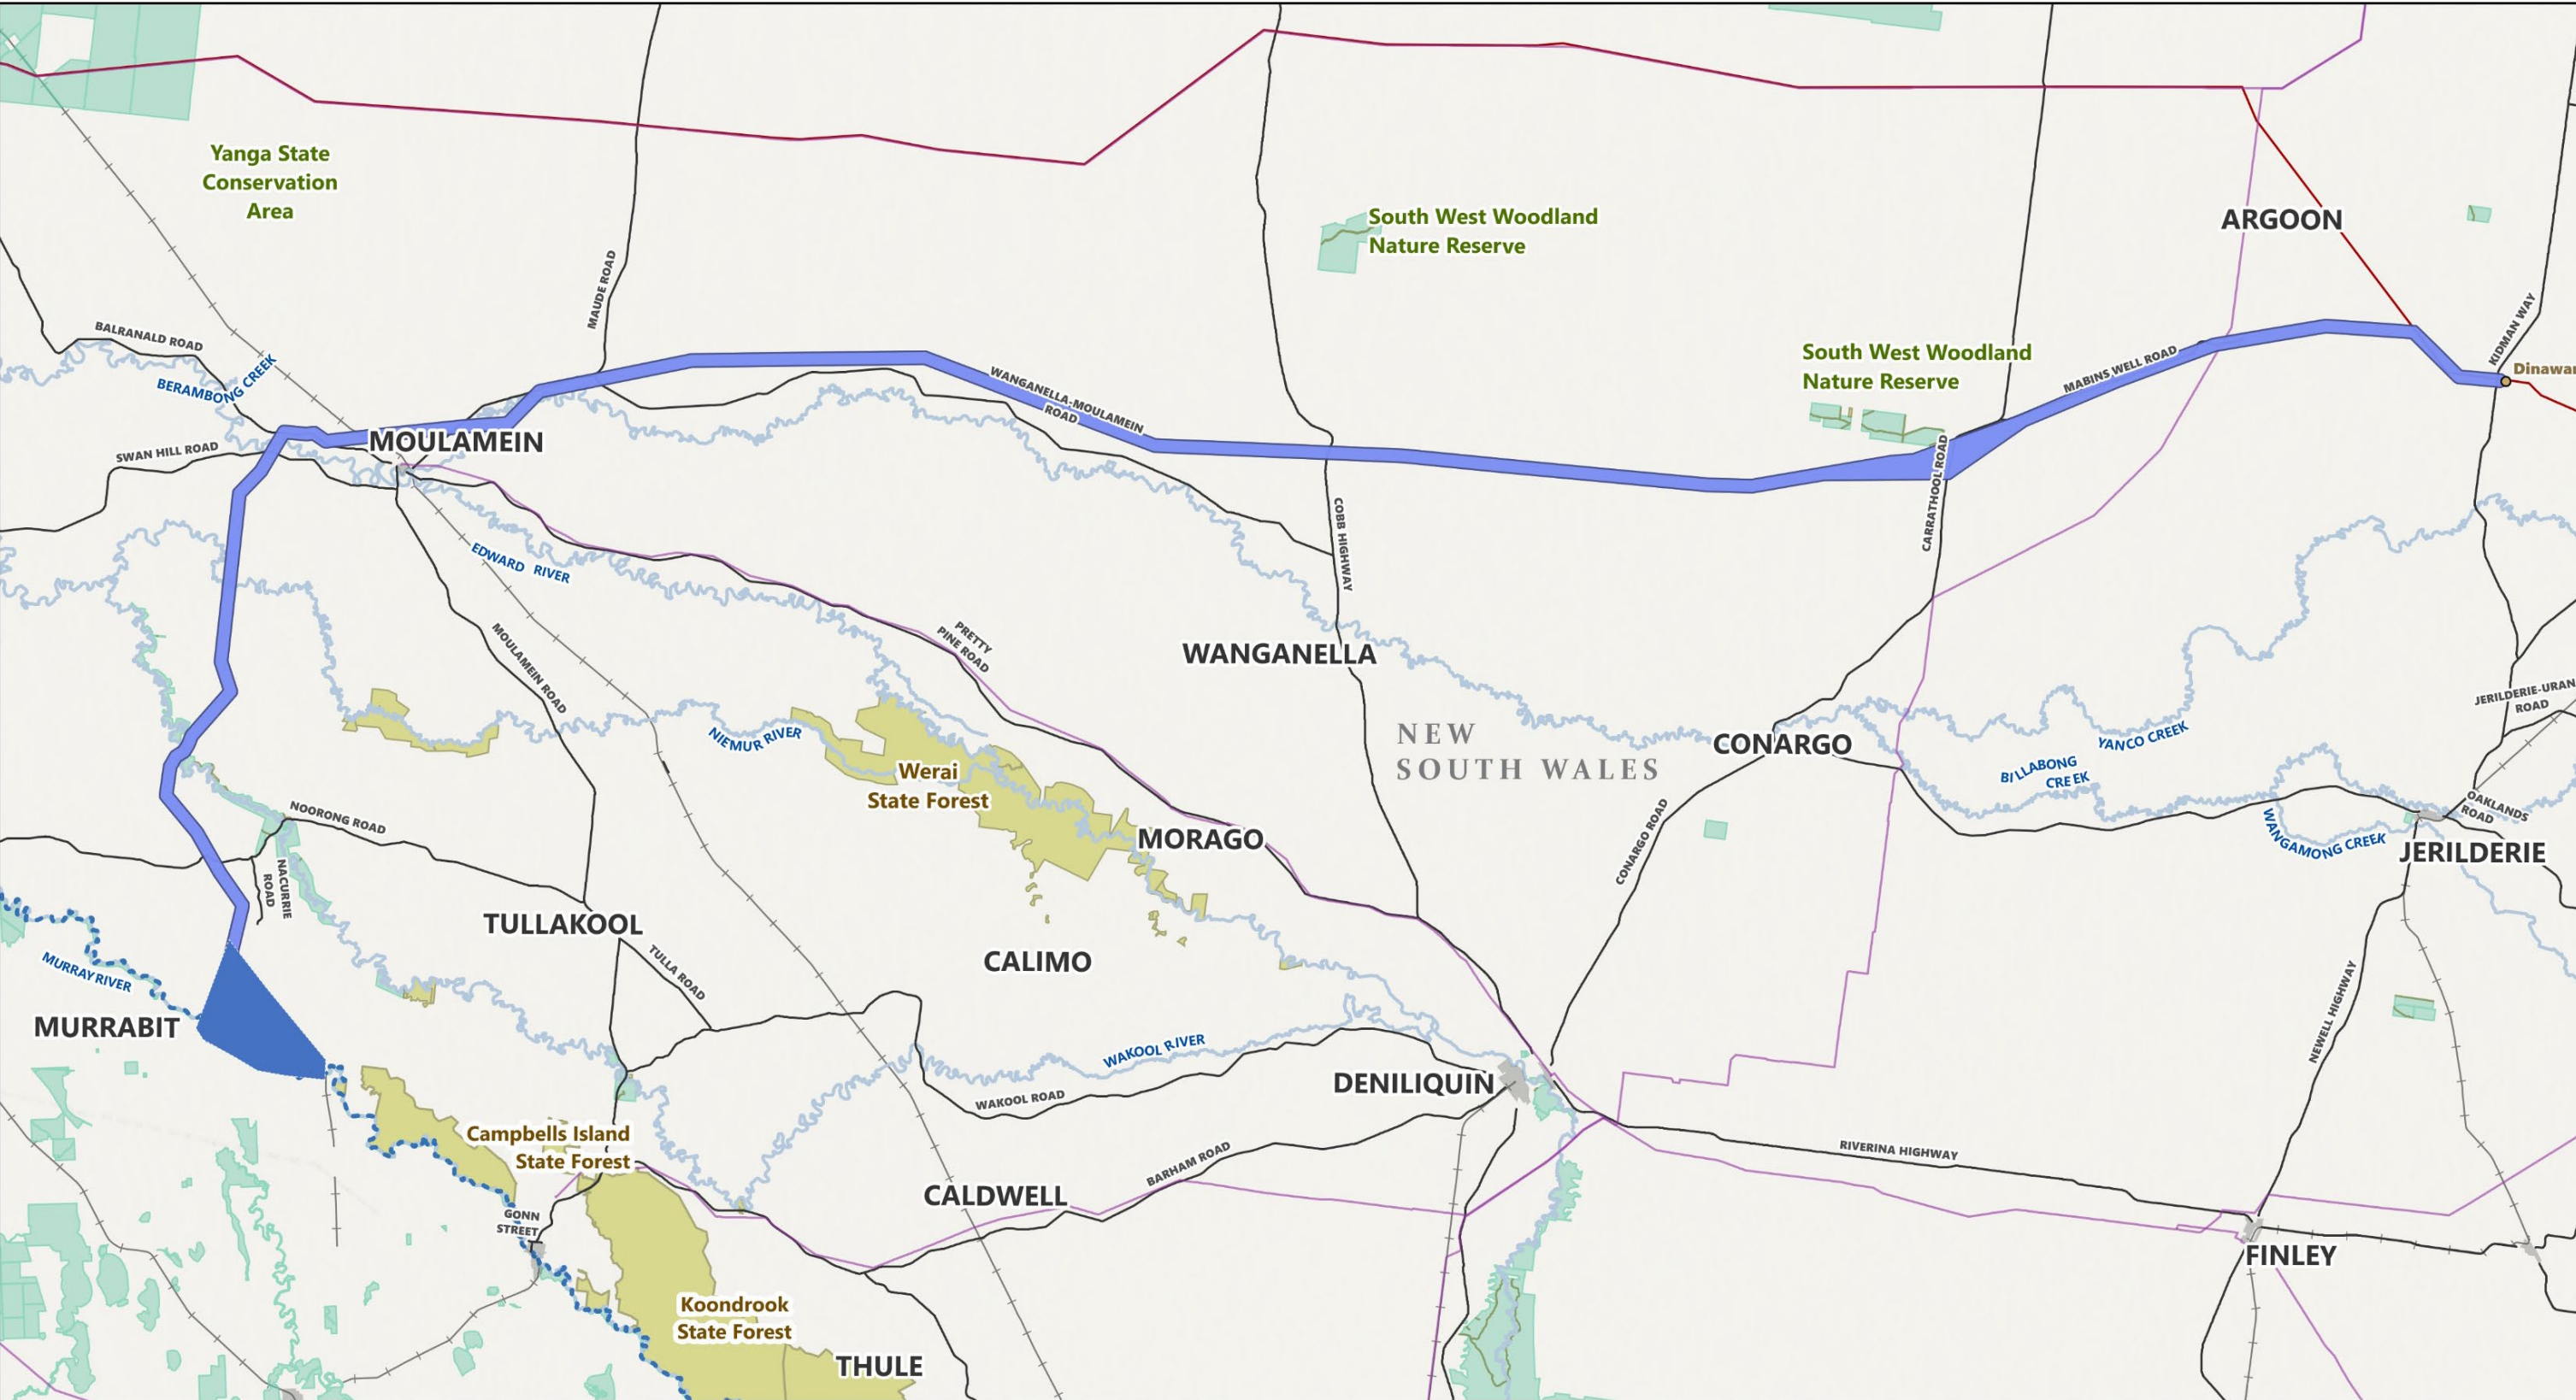 Yanga State
Conservation
Area
South West Woodland
Nature Reserve
ARGOON
MAUDE ROAD
BALRANALD ROAD
BERAMBONG CREEK
KIDMAN WAY
South West Woodland
Nature Reserve
MABINS WELL ROAD
WANGANELLA-MOULAMEIN
ROAD
SWAN HILL ROAD
MOULAMEIN
COBB HIGHWAY
CARRATHOOL ROAD
EDWARD RIVER
MOULAMEIN ROAD
PRETTY
PINE ROAD
WANGANELLA
JERILDERIE-URAN
ROAD
NEW
SOUTH WALES
NIEMUR RIVER
CONARGO
YANCO CREEK
BILLABONG
CREEK
Werai
State Forest
NOORONG ROAD
NACURRIE
ROAD
MORAGO
CONARGO ROAD
OAKLANDS
ROAD
WANGAMONG CREEK
JERILDERIE
TULLAKOOL
TULLA ROAD
CALIMO
MURRAY RIVER
MURRABIT
NEWELL HIGHWAY
WAKOOL RIVER
DENILIQUIN
WAKOOL ROAD
Campbells Island
State Forest
BARHAM ROAD
RIVERINA HIGHWAY
CALDWELL
GONN
STREET
FINLEY
Koondrook
State Forest
THULE